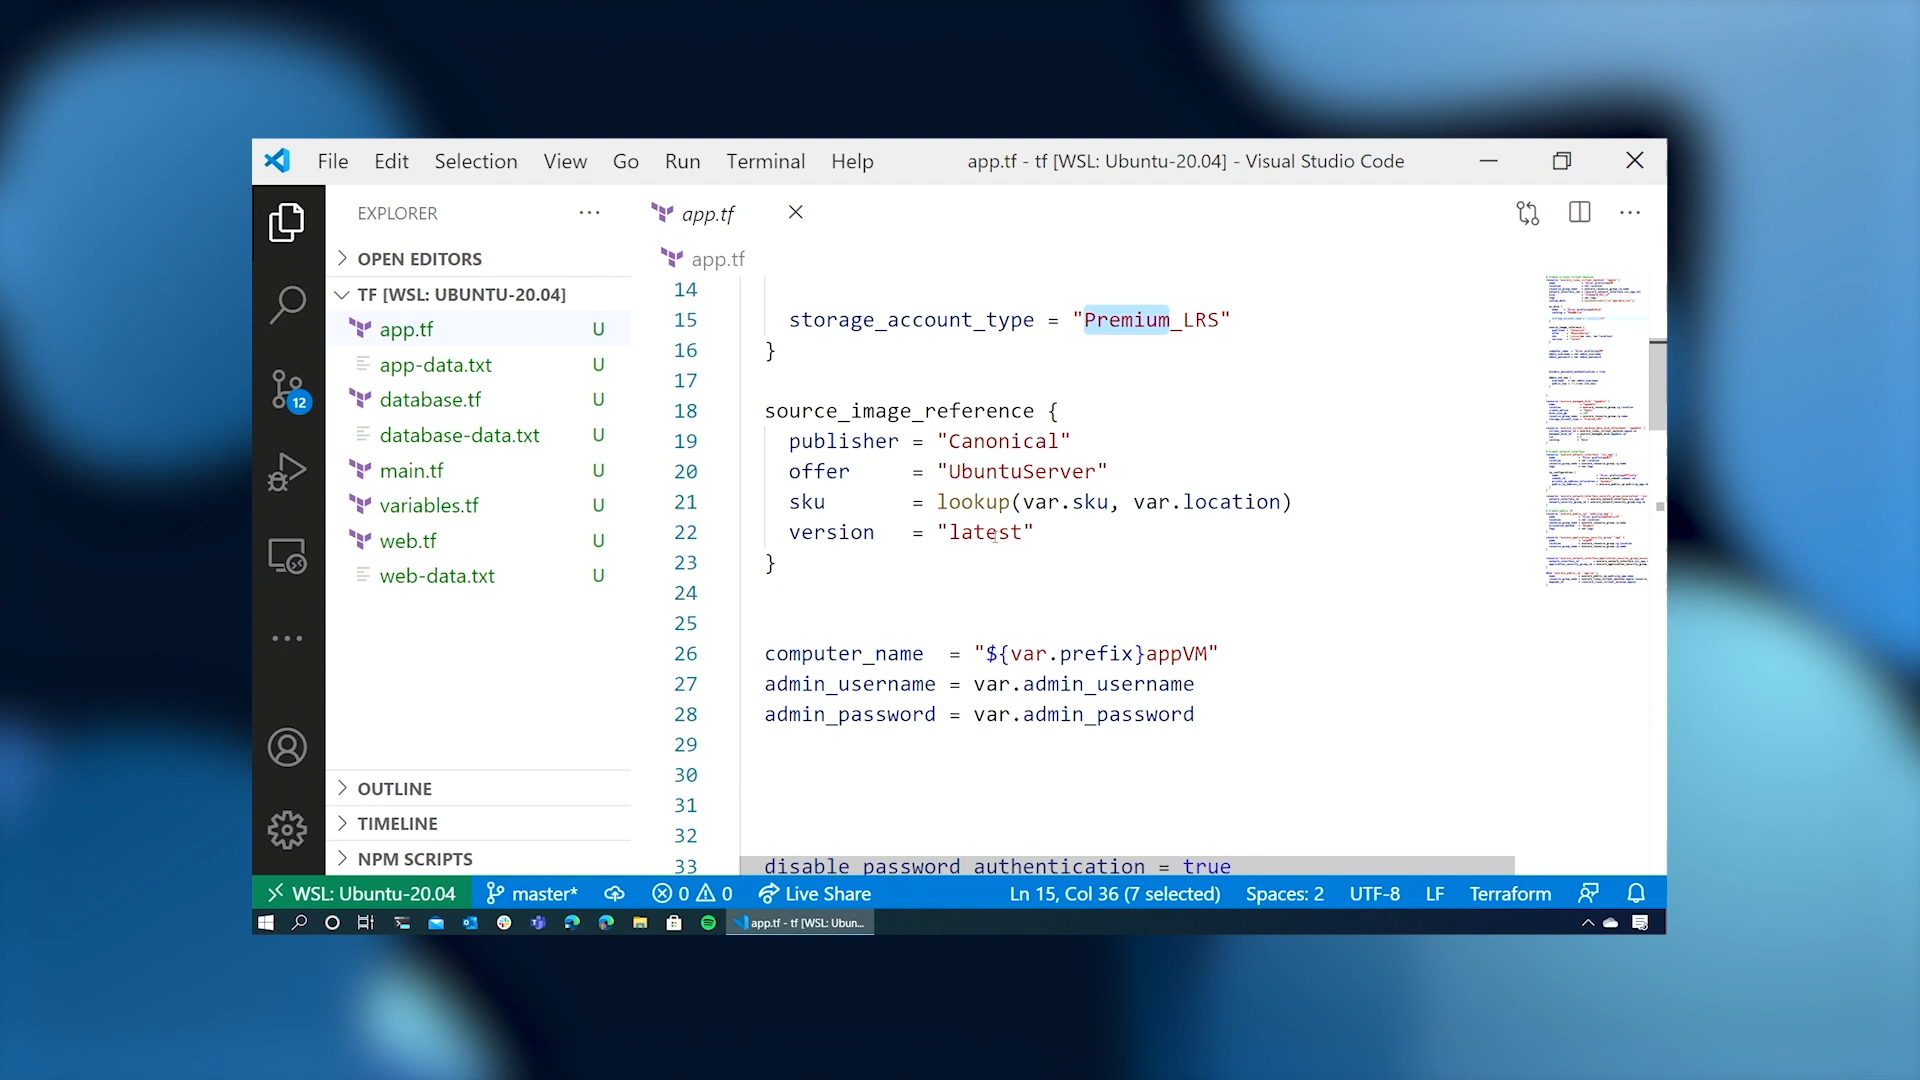 File Edit Selection View Go Run Terminal Help app.tf - tf [WSL: Ubuntu-20.04] - Visual Studio Code
EXPLORER
OPEN EDITORS
TF [WSL: UBUNTU-20.04]
app.tf U
app-data.txt U
database.tf U
database-data.txt U
main.tf U
variables.tf U
web.tf U
web-data.txt U
12
OUTLINE
TIMELINE
NPM SCRIPTS
app.tf
app.tf
14
15 storage_account_type = "Premium_LRS"
16 }
17
18 source_image_reference {
19 publisher = "Canonical"
20 offer = "UbuntuServer"
21 sku = lookup(var.sku, var.location)
22 version = "latest"
23 }
24
25
26 computer_name = "${var.prefix}appVM"
27 admin_username = var.admin_username
28 admin_password = var.admin_password
29
30
31
32
33 disable_password_authentication = true
WSL: Ubuntu-20.04 master* 0 0 Live Share Ln 15, Col 36 (7 selected) Spaces: 2 UTF-8 LF Terraform
app.tf - tf [WSL: Ubun...